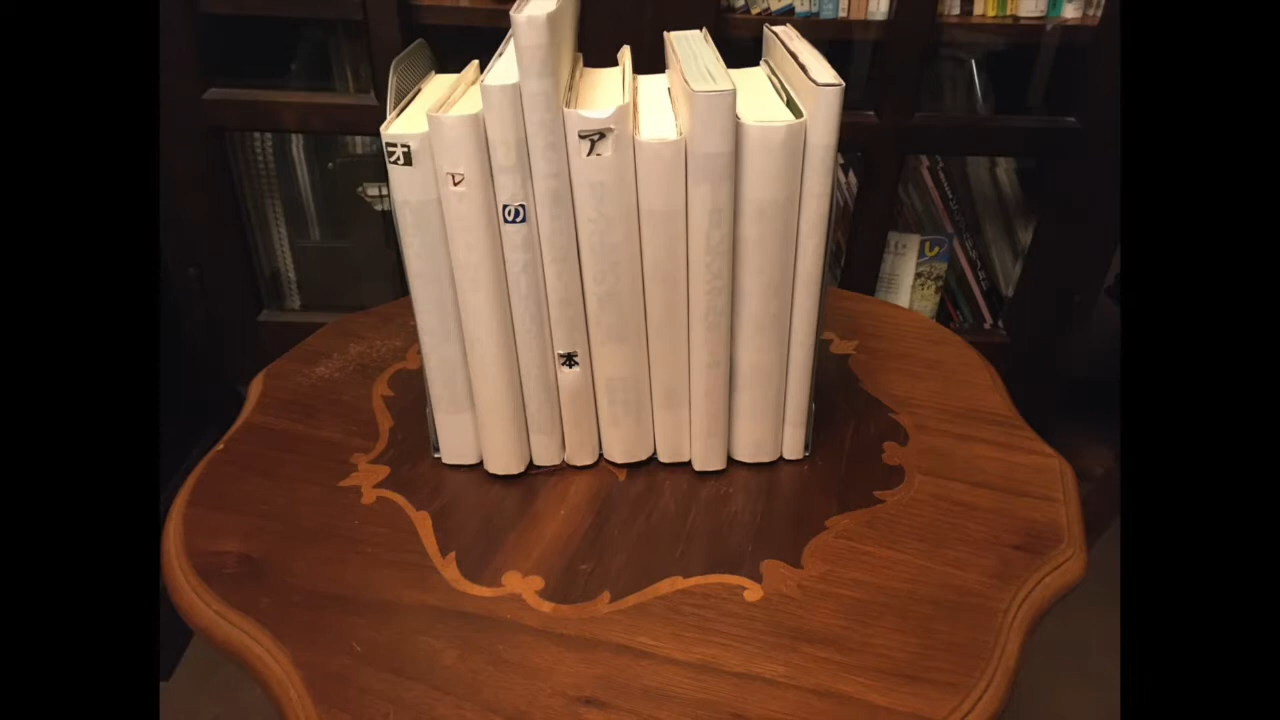 オ
レ
の
本
ア